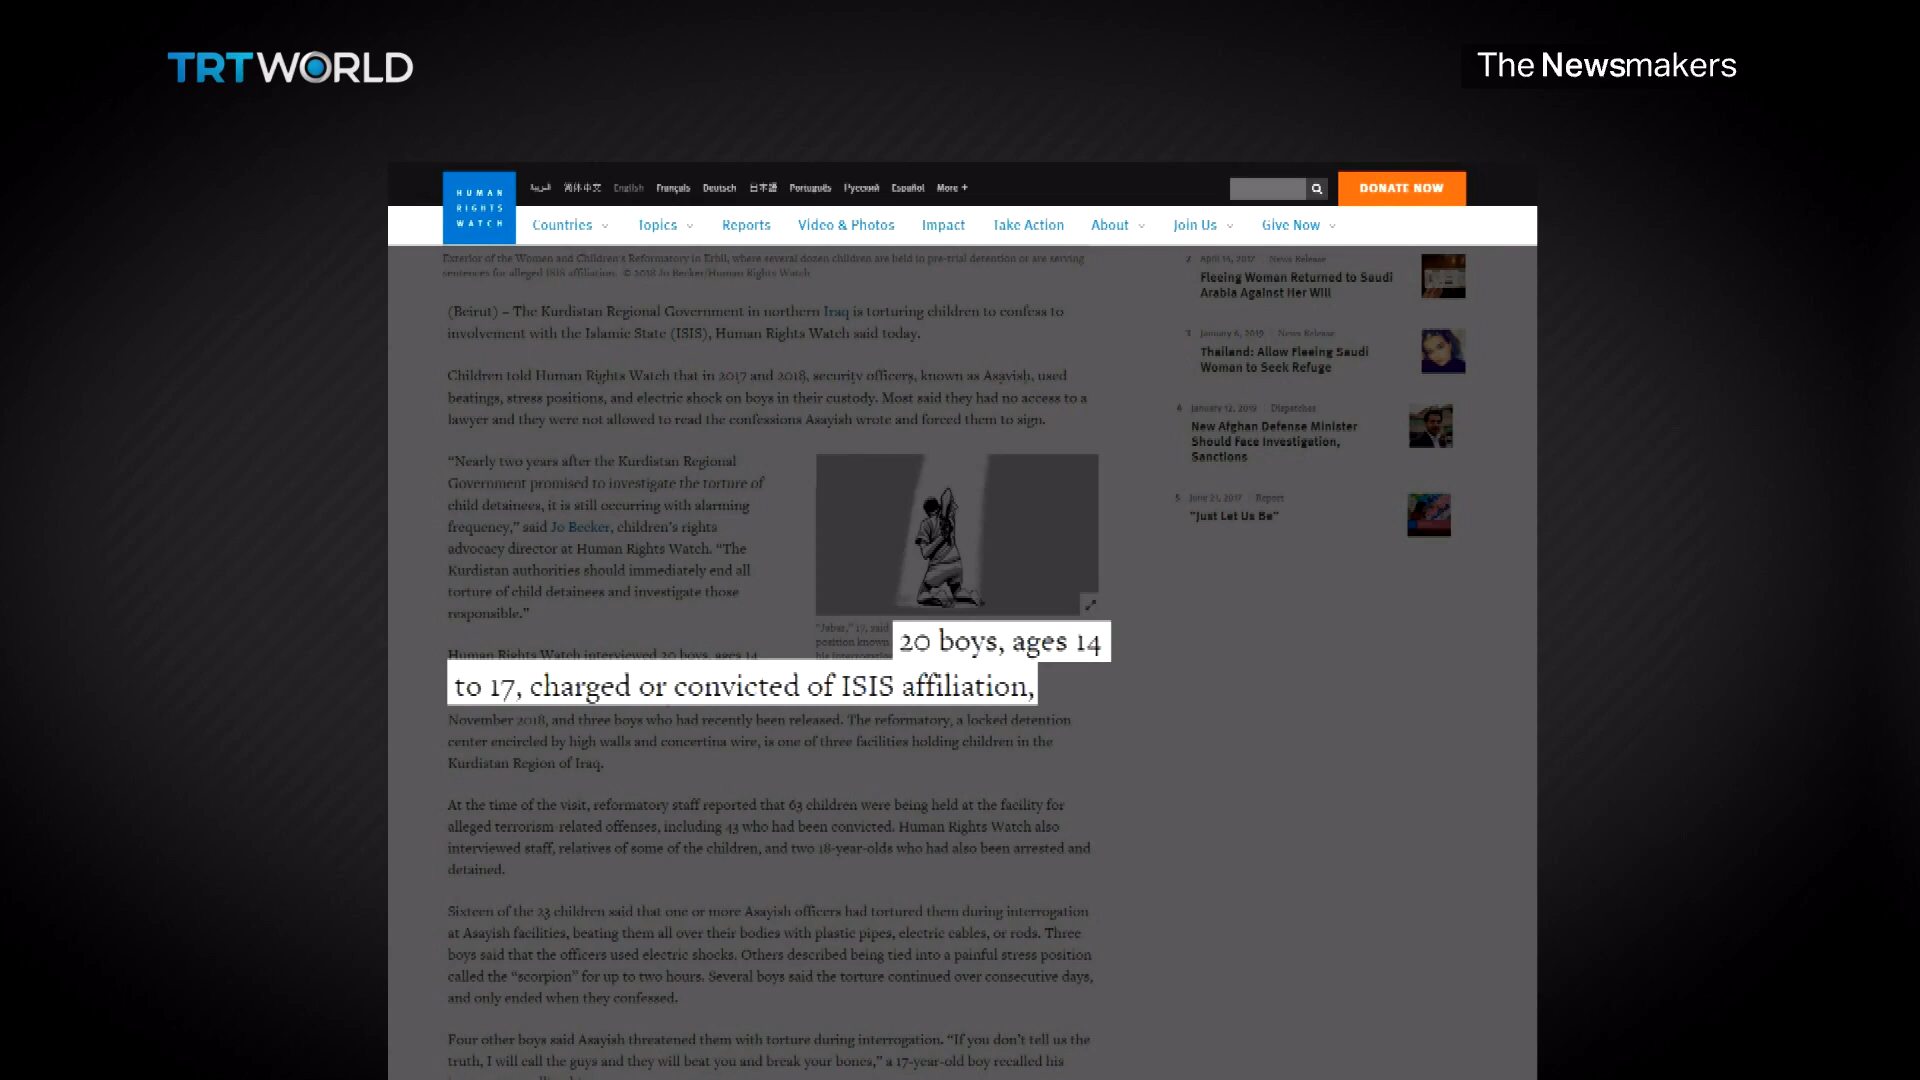 TRT WORLD
The Newsmakers
HUMAN
RIGHTS
WATCH
العربية 简体中文 English Français Deutsch 日本語 Português Русский Español More +
DONATE NOW
Countries Topics Reports Video & Photos Impact Take Action About Join Us Give Now
Exterior of the Women and Children's Reformatory in Erbil, where several dozen children are held in pre-trial detention or are serving
sentences for alleged ISIS affiliation. © 2018 Jo Becker/Human Rights Watch
(Beirut) – The Kurdistan Regional Government in northern Iraq is torturing children to confess to
involvement with the Islamic State (ISIS), Human Rights Watch said today.
Children told Human Rights Watch that in 2017 and 2018, security officers, known as Asayish, used
beatings, stress positions, and electric shock on boys in their custody. Most said they had no access to a
lawyer and they were not allowed to read the confessions Asayish wrote and forced them to sign.
“Nearly two years after the Kurdistan Regional
Government promised to investigate the torture of
child detainees, it is still occurring with alarming
frequency,” said Jo Becker, children's rights
advocacy director at Human Rights Watch. “The
Kurdistan authorities should immediately end all
torture of child detainees and investigate those
responsible.”
"Jabar," 17, said
position known
his interrogation
Human Rights Watch interviewed 20 boys, ages 14
20 boys, ages 14
to 17, charged or convicted of ISIS affiliation,
November 2018, and three boys who had recently been released. The reformatory, a locked detention
center encircled by high walls and concertina wire, is one of three facilities holding children in the
Kurdistan Region of Iraq.
At the time of the visit, reformatory staff reported that 63 children were being held at the facility for
alleged terrorism-related offenses, including 43 who had been convicted. Human Rights Watch also
interviewed staff, relatives of some of the children, and two 18-year-olds who had also been arrested and
detained.
Sixteen of the 23 children said that one or more Asayish officers had tortured them during interrogation
at Asayish facilities, beating them all over their bodies with plastic pipes, electric cables, or rods. Three
boys said that the officers used electric shocks. Others described being tied into a painful stress position
called the “scorpion” for up to two hours. Several boys said the torture continued over consecutive days,
and only ended when they confessed.
Four other boys said Asayish threatened them with torture during interrogation. “If you don't tell us the
truth, I will call the guys and they will beat you and break your bones,” a 17-year-old boy recalled his
2 April 14, 2017 News Release
Fleeing Woman Returned to Saudi
Arabia Against Her Will
3 January 6, 2019 News Release
Thailand: Allow Fleeing Saudi
Woman to Seek Refuge
4 January 12, 2019 Dispatches
New Afghan Defense Minister
Should Face Investigation,
Sanctions
5 June 21, 2017 Report
"Just Let Us Be"